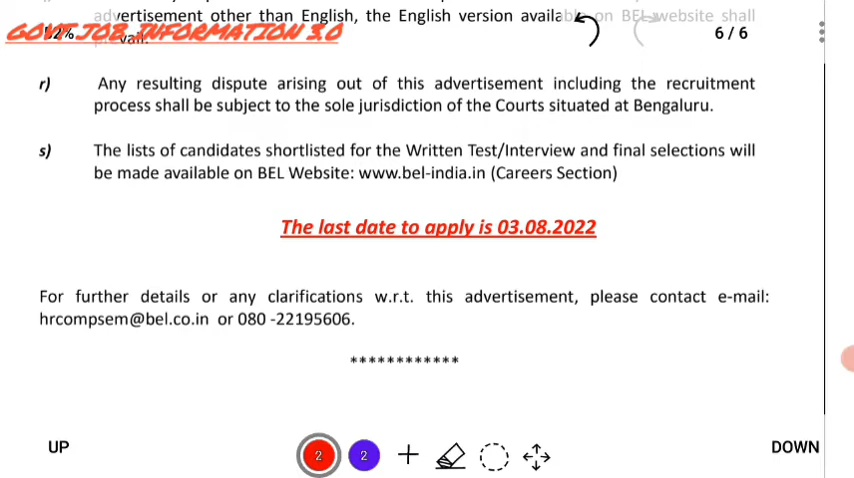 advertisement other than English, the English version available on BEL website shall
GOVT JOB INFORMATION 3.0
52%
6 / 6
r) Any resulting dispute arising out of this advertisement including the recruitment
process shall be subject to the sole jurisdiction of the Courts situated at Bengaluru.
s) The lists of candidates shortlisted for the Written Test/Interview and final selections will
be made available on BEL Website: www.bel-india.in (Careers Section)
The last date to apply is 03.08.2022
For further details or any clarifications w.r.t. this advertisement, please contact e-mail:
hrcompsem@bel.co.in or 080 -22195606.
************
UP
2
2
DOWN